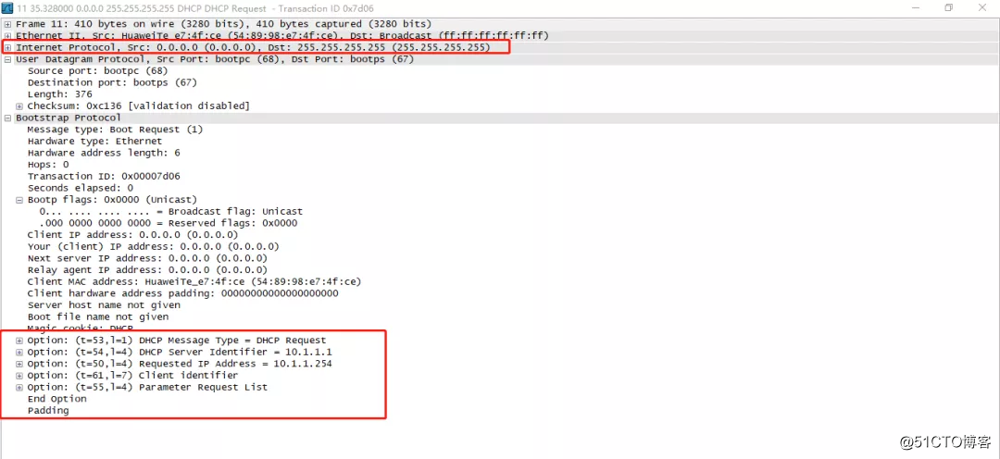 11 35.328000 0.0.0.0 255.255.255.255 DHCP DHCP Request - Transaction ID 0x7d06
Frame 11: 410 bytes on wire (3280 bits), 410 bytes captured (3280 bits)
Ethernet II, Src: HuaweiTe_e7:4f:ce (54:89:98:e7:4f:ce), Dst: Broadcast (ff:ff:ff:ff:ff:ff)
Internet Protocol, Src: 0.0.0.0 (0.0.0.0), Dst: 255.255.255.255 (255.255.255.255)
User Datagram Protocol, Src Port: bootpc (68), Dst Port: bootps (67)
Source port: bootpc (68)
Destination port: bootps (67)
Length: 376
Checksum: 0xc136 [validation disabled]
Bootstrap Protocol
Message type: Boot Request (1)
Hardware type: Ethernet
Hardware address length: 6
Hops: 0
Transaction ID: 0x00007d06
Seconds elapsed: 0
Bootp flags: 0x0000 (Unicast)
0... .... .... .... = Broadcast flag: Unicast
.000 0000 0000 0000 = Reserved flags: 0x0000
Client IP address: 0.0.0.0 (0.0.0.0)
Your (client) IP address: 0.0.0.0 (0.0.0.0)
Next server IP address: 0.0.0.0 (0.0.0.0)
Relay agent IP address: 0.0.0.0 (0.0.0.0)
Client MAC address: HuaweiTe_e7:4f:ce (54:89:98:e7:4f:ce)
Client hardware address padding: 00000000000000000000
Server host name not given
Boot file name not given
Magic cookie: DHCP
Option: (t=53,l=1) DHCP Message Type = DHCP Request
Option: (t=54,l=4) DHCP Server Identifier = 10.1.1.1
Option: (t=50,l=4) Requested IP Address = 10.1.1.254
Option: (t=61,l=7) Client identifier
Option: (t=55,l=4) Parameter Request List
End Option
Padding
@51CTO博客